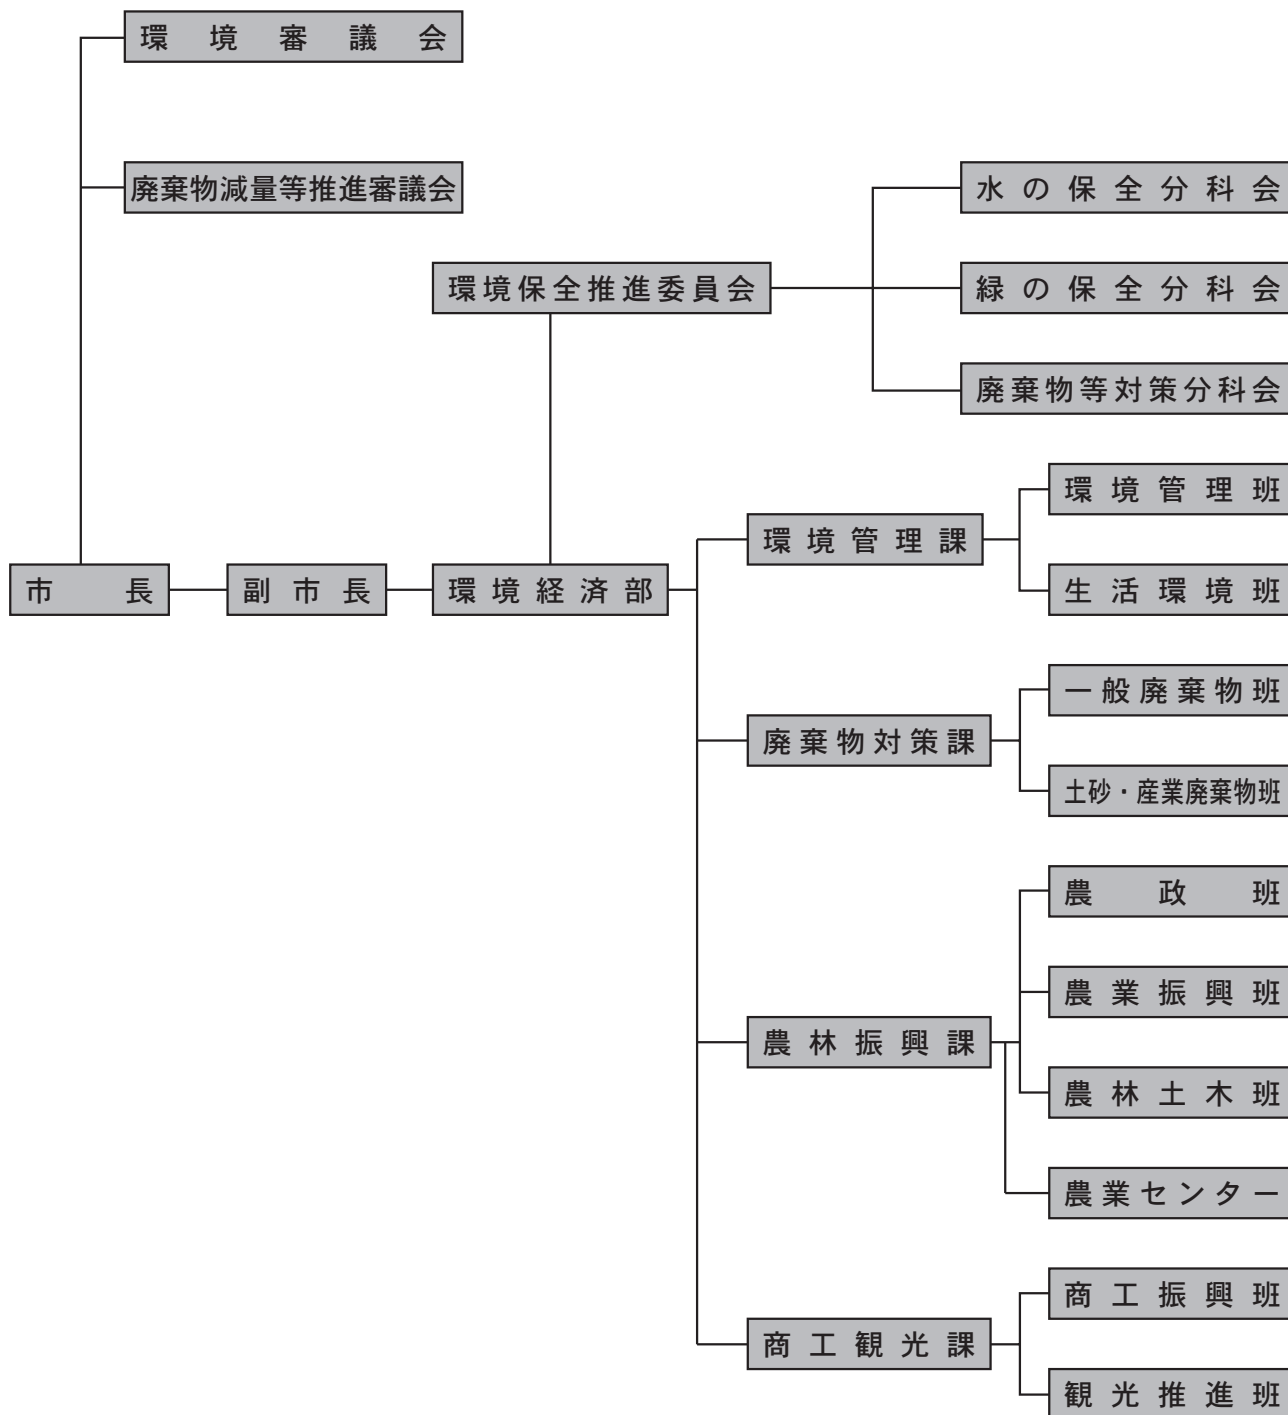 環境審議会
廃棄物減量等推進審議会
水の保全分科会
環境保全推進委員会
緑の保全分科会
廃棄物等対策分科会
環境管理班
環境管理課
市長
副市長
環境経済部
生活環境班
一般廃棄物班
廃棄物対策課
土砂・産業廃棄物班
農政班
農業振興班
農林振興課
農林土木班
農業センター
商工振興班
商工観光課
観光推進班